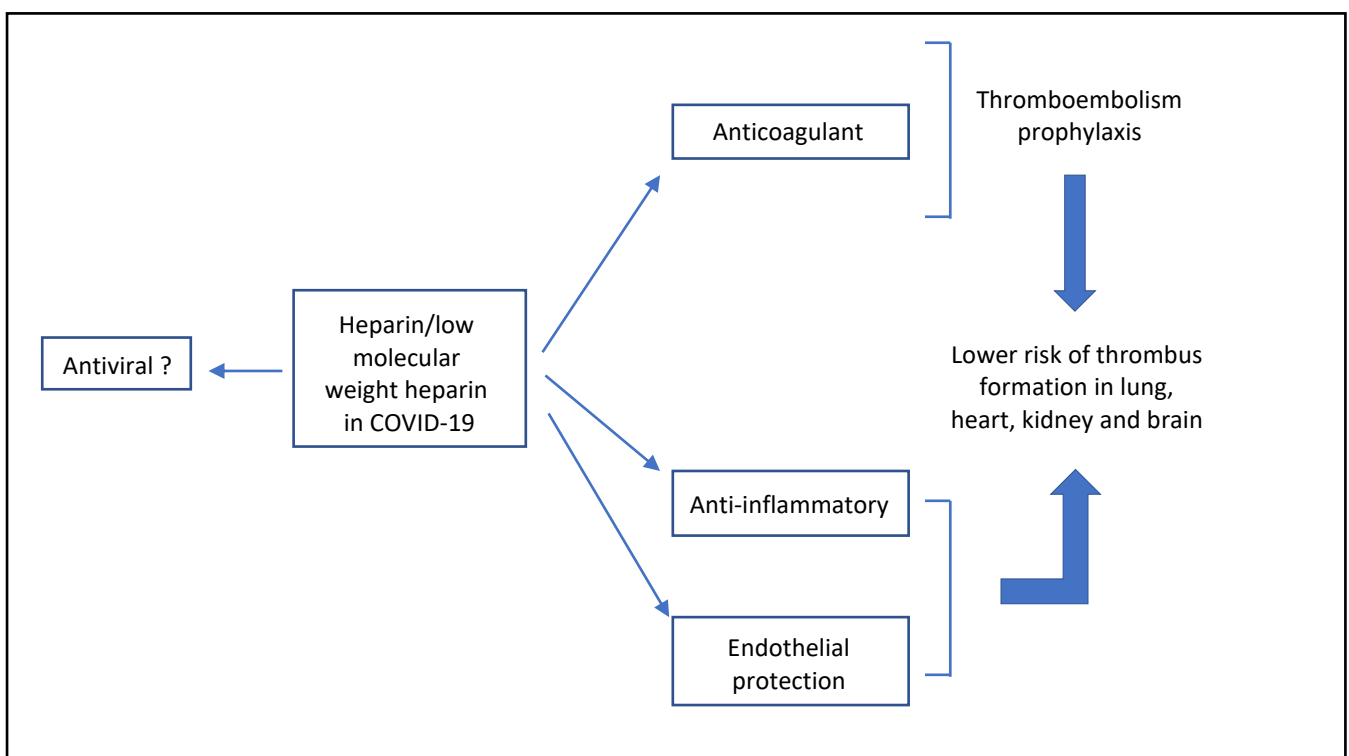 Antiviral ?
Heparin/low
molecular
weight heparin
in COVID-19
Anticoagulant
Thromboembolism
prophylaxis
Lower risk of thrombus
formation in lung,
heart, kidney and brain
Anti-inflammatory
Endothelial
protection